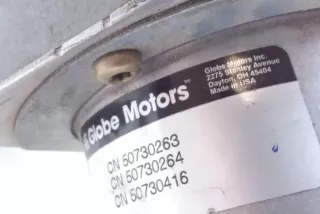 Globe Motors™
Globe Motors Inc.
2275 Stanley Avenue
Dayton, OH 45404
Made in USA
CN 50730263
CN 50730264
CN 50730416